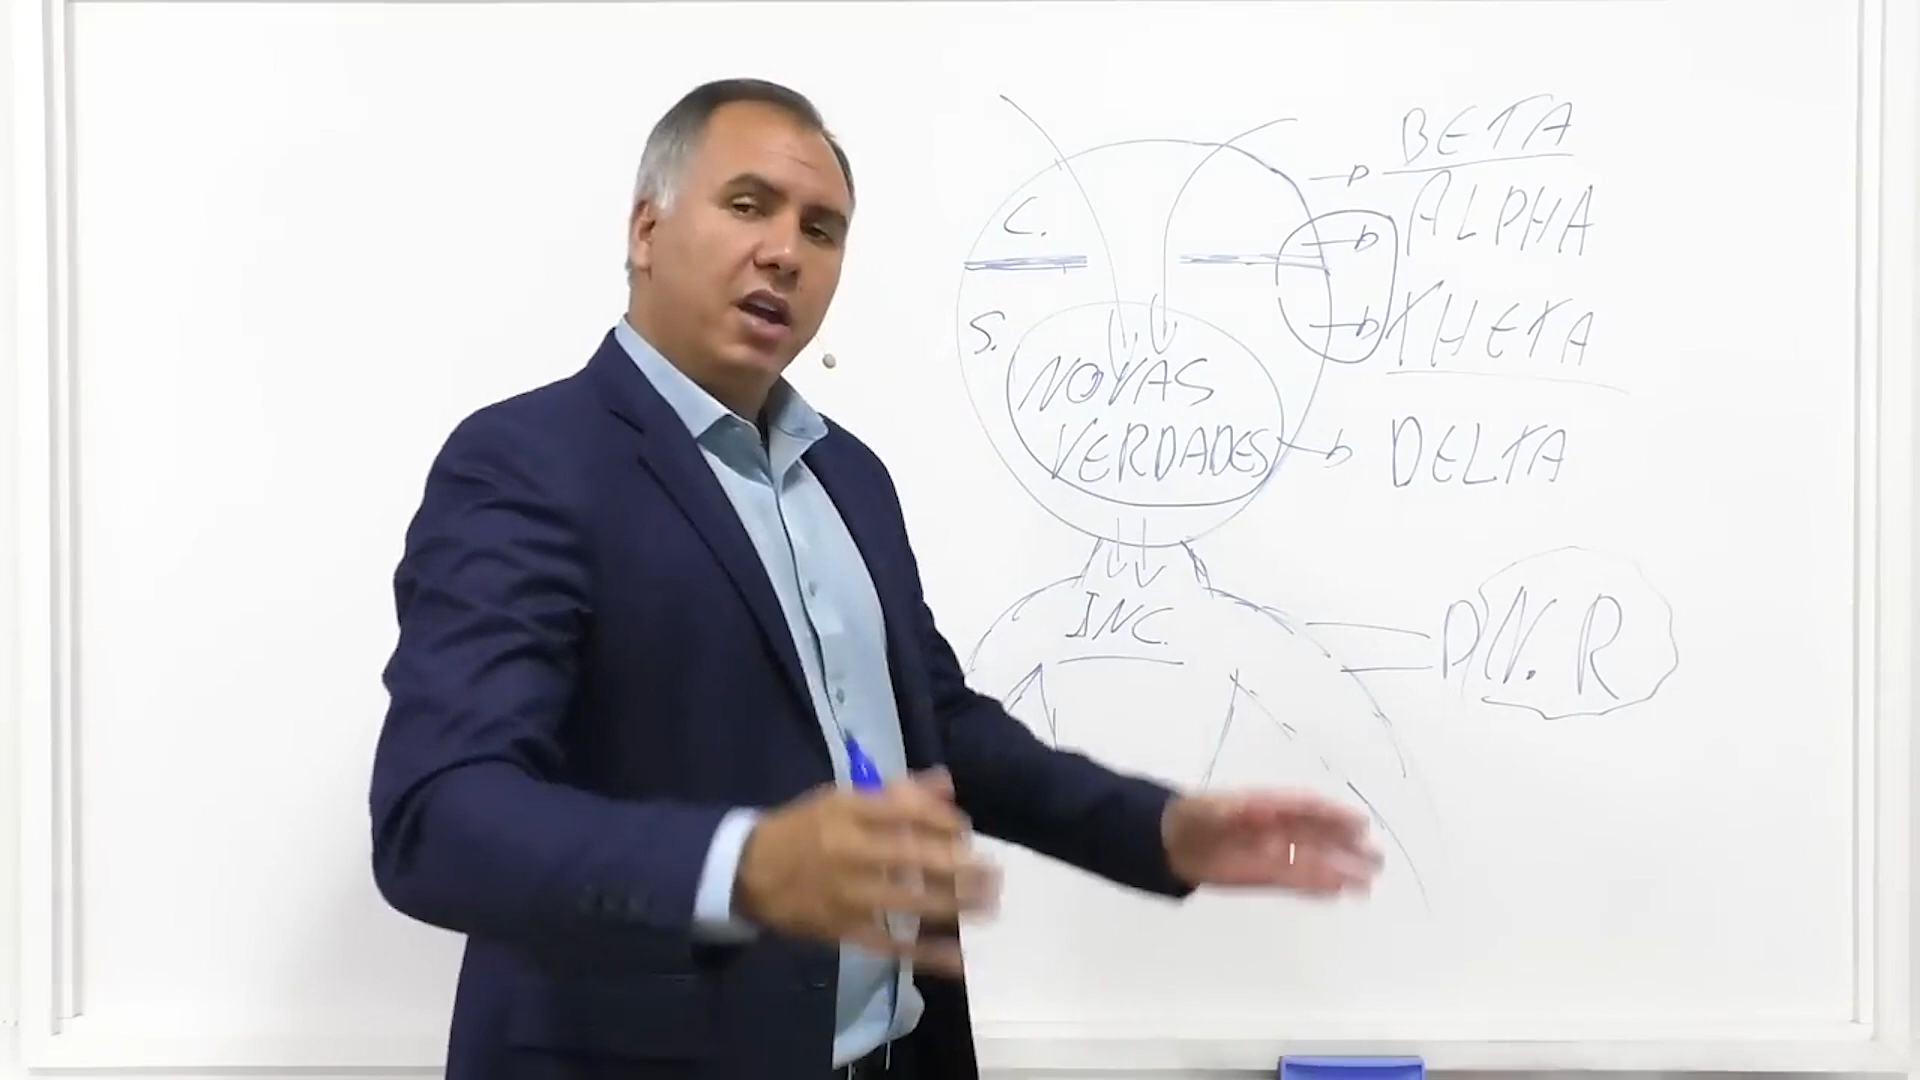 BETA
C.
ALPHA
S.
THETA
NOVAS
VERDADES
DELTA
INC.
P.N.R